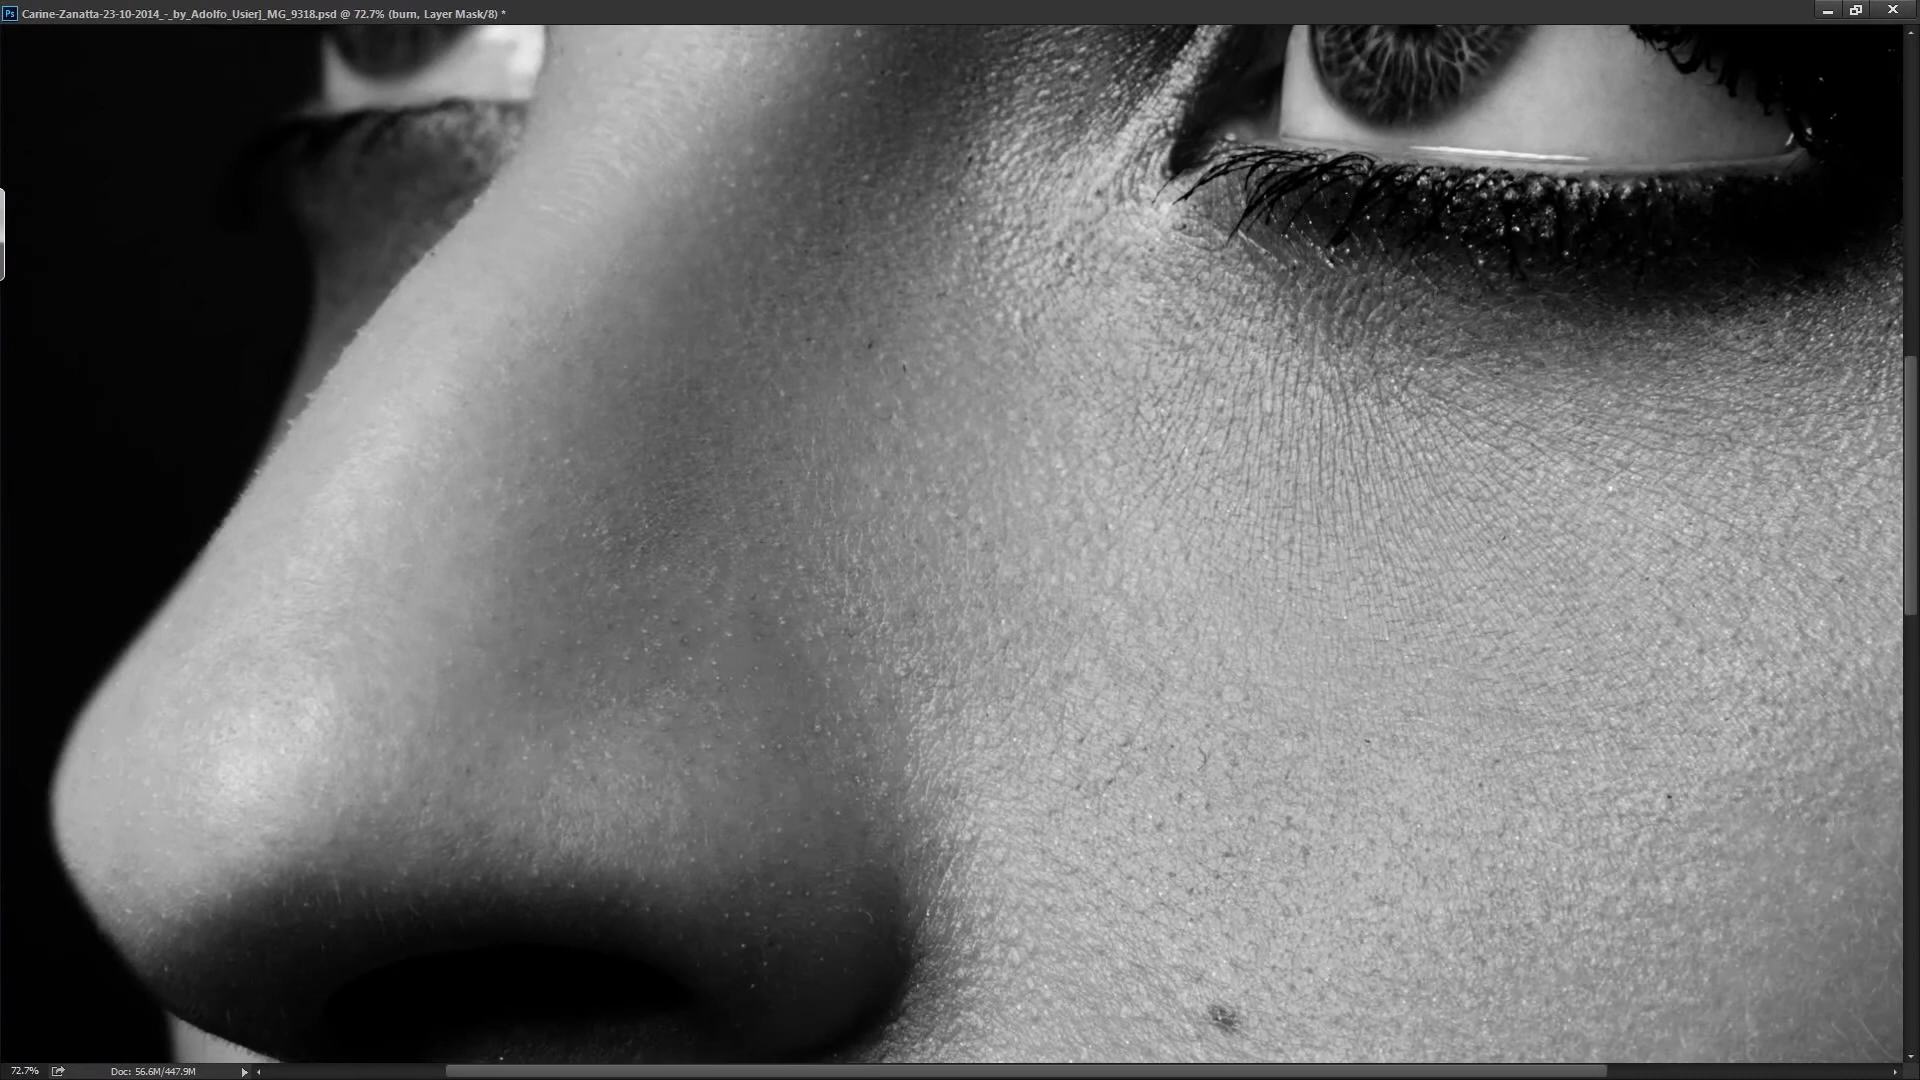 Ps Carine-Zanatta-23-10-2014_-_by_Adolfo_Usier]_MG_9318.psd @ 72.7% (burn, Layer Mask/8) *
72.7% Doc: 56.6M/447.9M